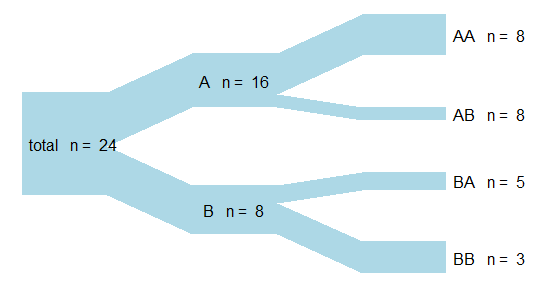 total n = 24
A n = 16
B n = 8
AA n = 8
AB n = 8
BA n = 5
BB n = 3